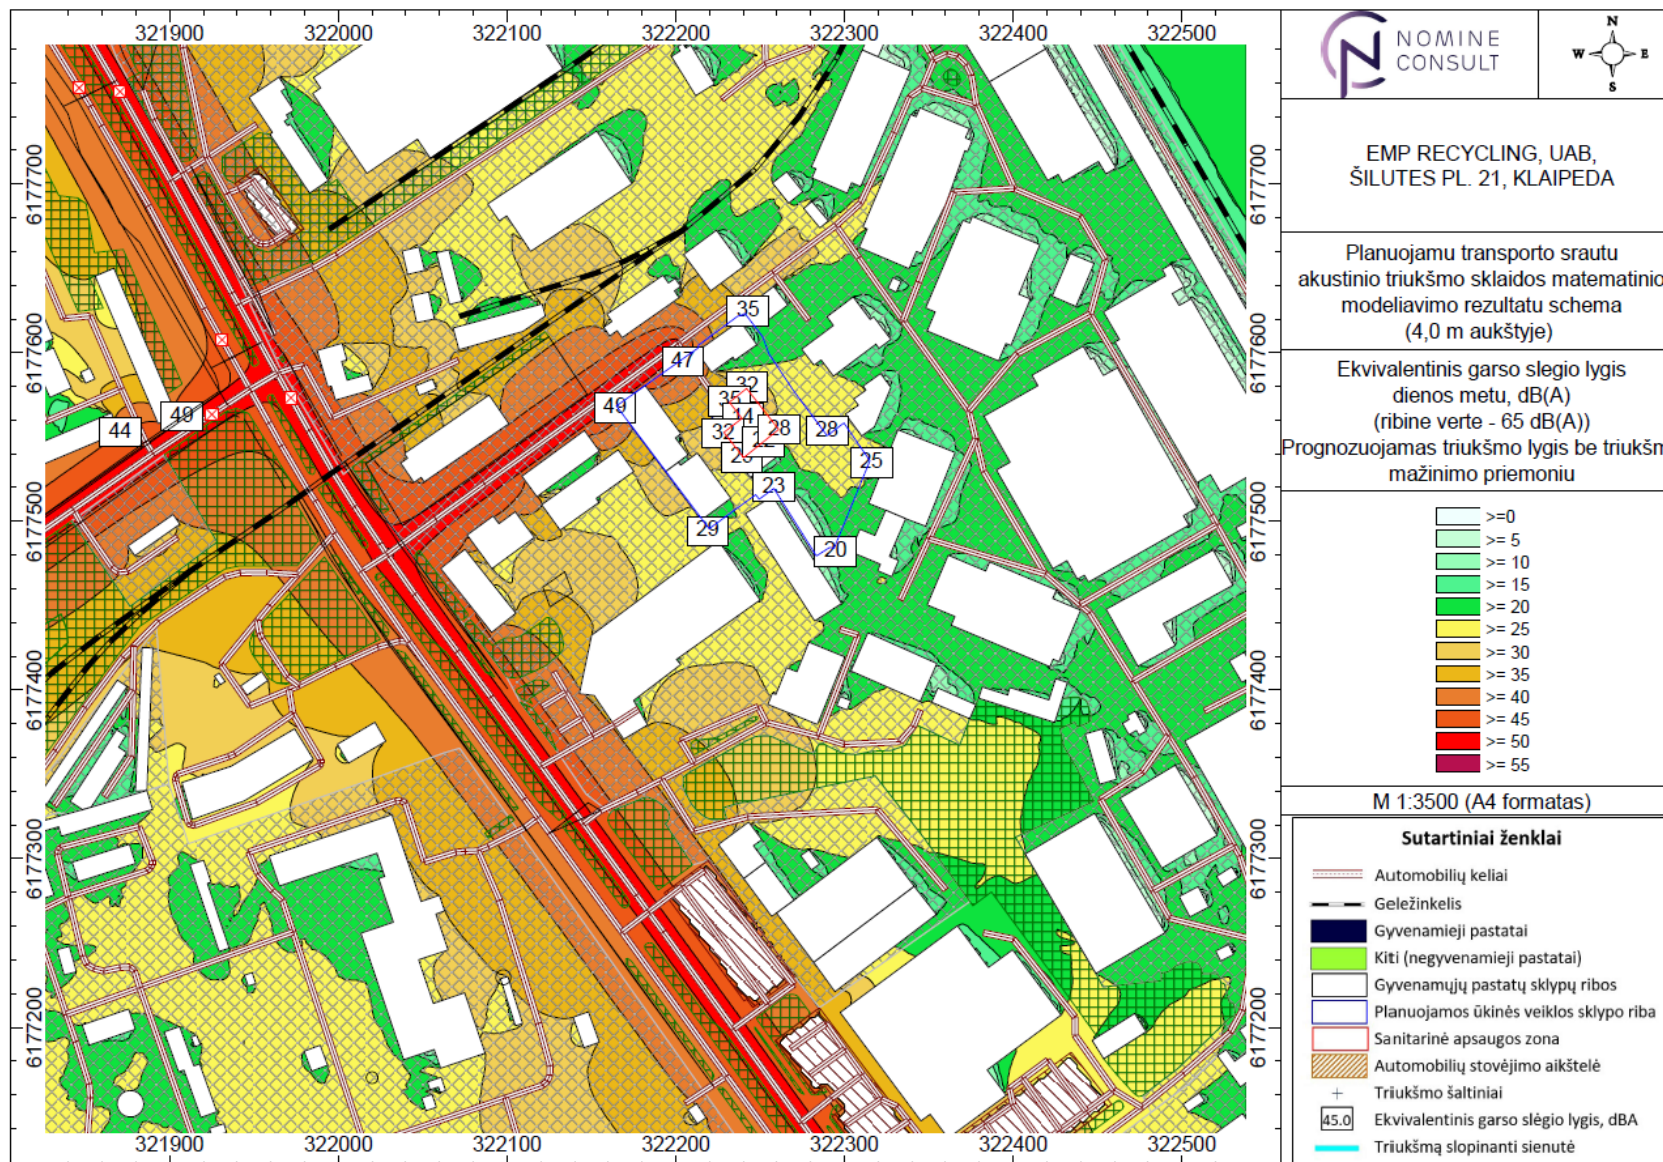 321900 322000 322100 322200 322300 322400 322500
6177700
6177600
6177500
6177400
6177300
6177200
35
47
32
35
49
49
44
32
28
28
25
23
29
20
321900 322000 322100 322200 322300 322400 322500
6177700
6177600
6177500
6177400
6177300
6177200
NOMINE
CONSULT
N
W E
S
EMP RECYCLING, UAB,
ŠILUTES PL. 21, KLAIPEDA
Planuojamu transporto srautu
akustinio triukšmo sklaidos matematinio
modeliavimo rezultatu schema
(4,0 m aukštyje)
Ekvivalentinis garso slegio lygis
dienos metu, dB(A)
(ribine verte - 65 dB(A))
Prognozuojamas triukšmo lygis be triukšm
mažinimo priemoniu
>=0
>= 5
>= 10
>= 15
>= 20
>= 25
>= 30
>= 35
>= 40
>= 45
>= 50
>= 55
M 1:3500 (A4 formatas)
Sutartiniai ženklai
Automobilių keliai
Geležinkelis
Gyvenamieji pastatai
Kiti (negyvenamieji pastatai)
Gyvenamųjų pastatų sklypų ribos
Planuojamos ūkinės veiklos sklypo riba
Sanitarinė apsaugos zona
Automobilių stovėjimo aikštelė
Triukšmo šaltiniai
45.0 Ekvivalentinis garso slėgio lygis, dBA
Triukšmą slopinanti sienutė